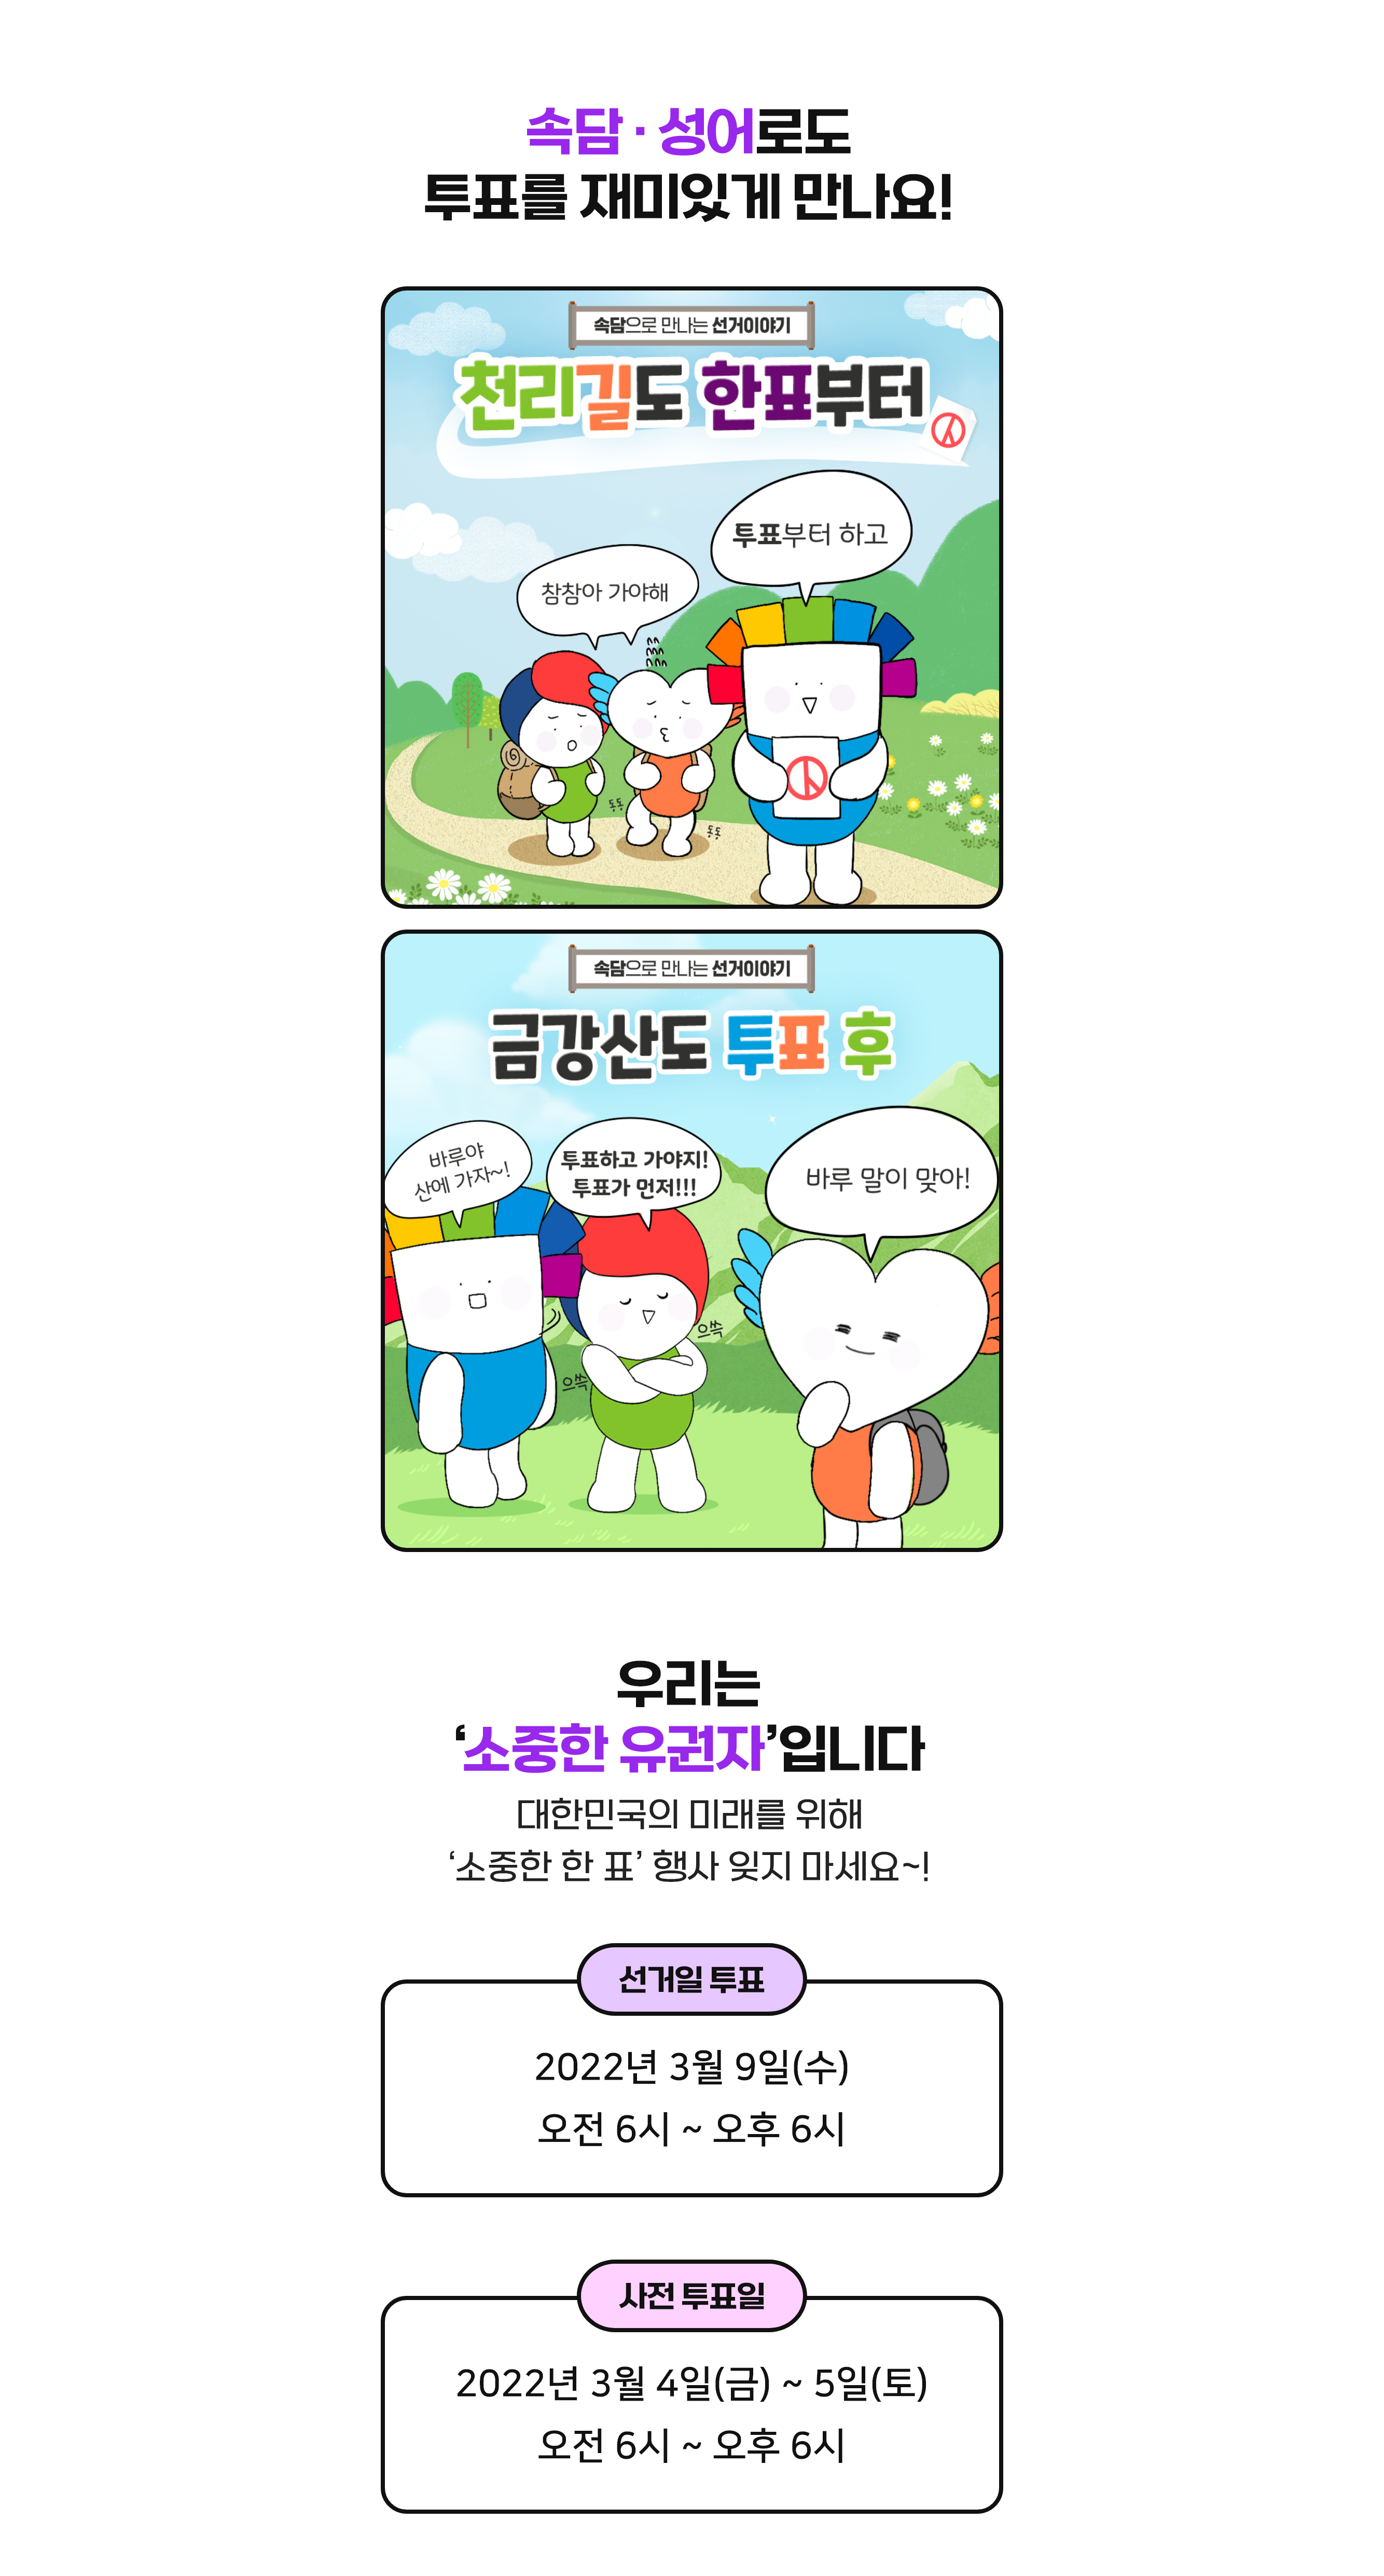 속담 · 성어로도
투표를 재미있게 만나요!
속담으로 만나는 선거이야기
천리길도 한표부터
투표부터 하고
참참아 가야해
동동
동동
속담으로 만나는 선거이야기
금강산도 투표 후
바루야
산에 가자~!
투표하고 가야지!
투표가 먼저!!!
바루 말이 맞아!
으쓱
으쓱
우리는
‘소중한 유권자’입니다
대한민국의 미래를 위해
‘소중한 한 표’ 행사 잊지 마세요~!
선거일 투표
2022년 3월 9일(수)
오전 6시 ~ 오후 6시
사전 투표일
2022년 3월 4일(금) ~ 5일(토)
오전 6시 ~ 오후 6시